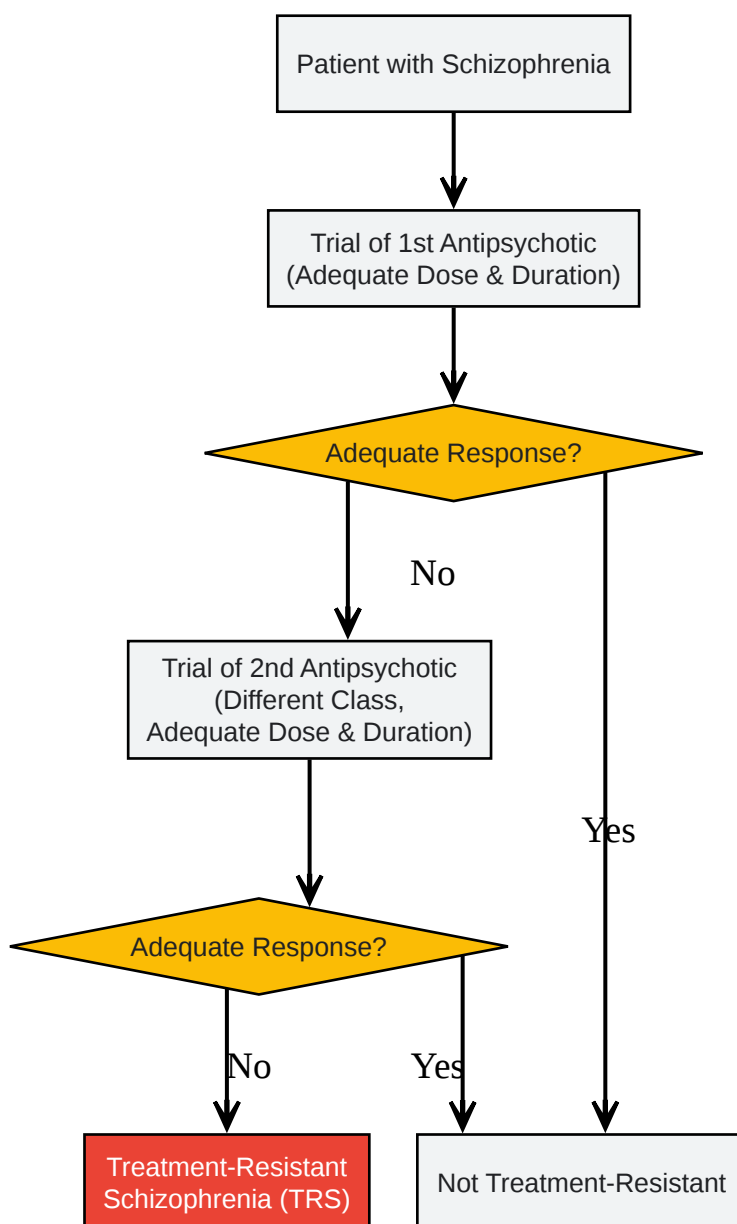 Patient with Schizophrenia
Trial of 1st Antipsychotic
(Adequate Dose & Duration)
Adequate Response?
No
Trial of 2nd Antipsychotic
(Different Class,
Adequate Dose & Duration)
Yes
Adequate Response?
No
Yes
Treatment-Resistant
Schizophrenia (TRS)
Not Treatment-Resistant